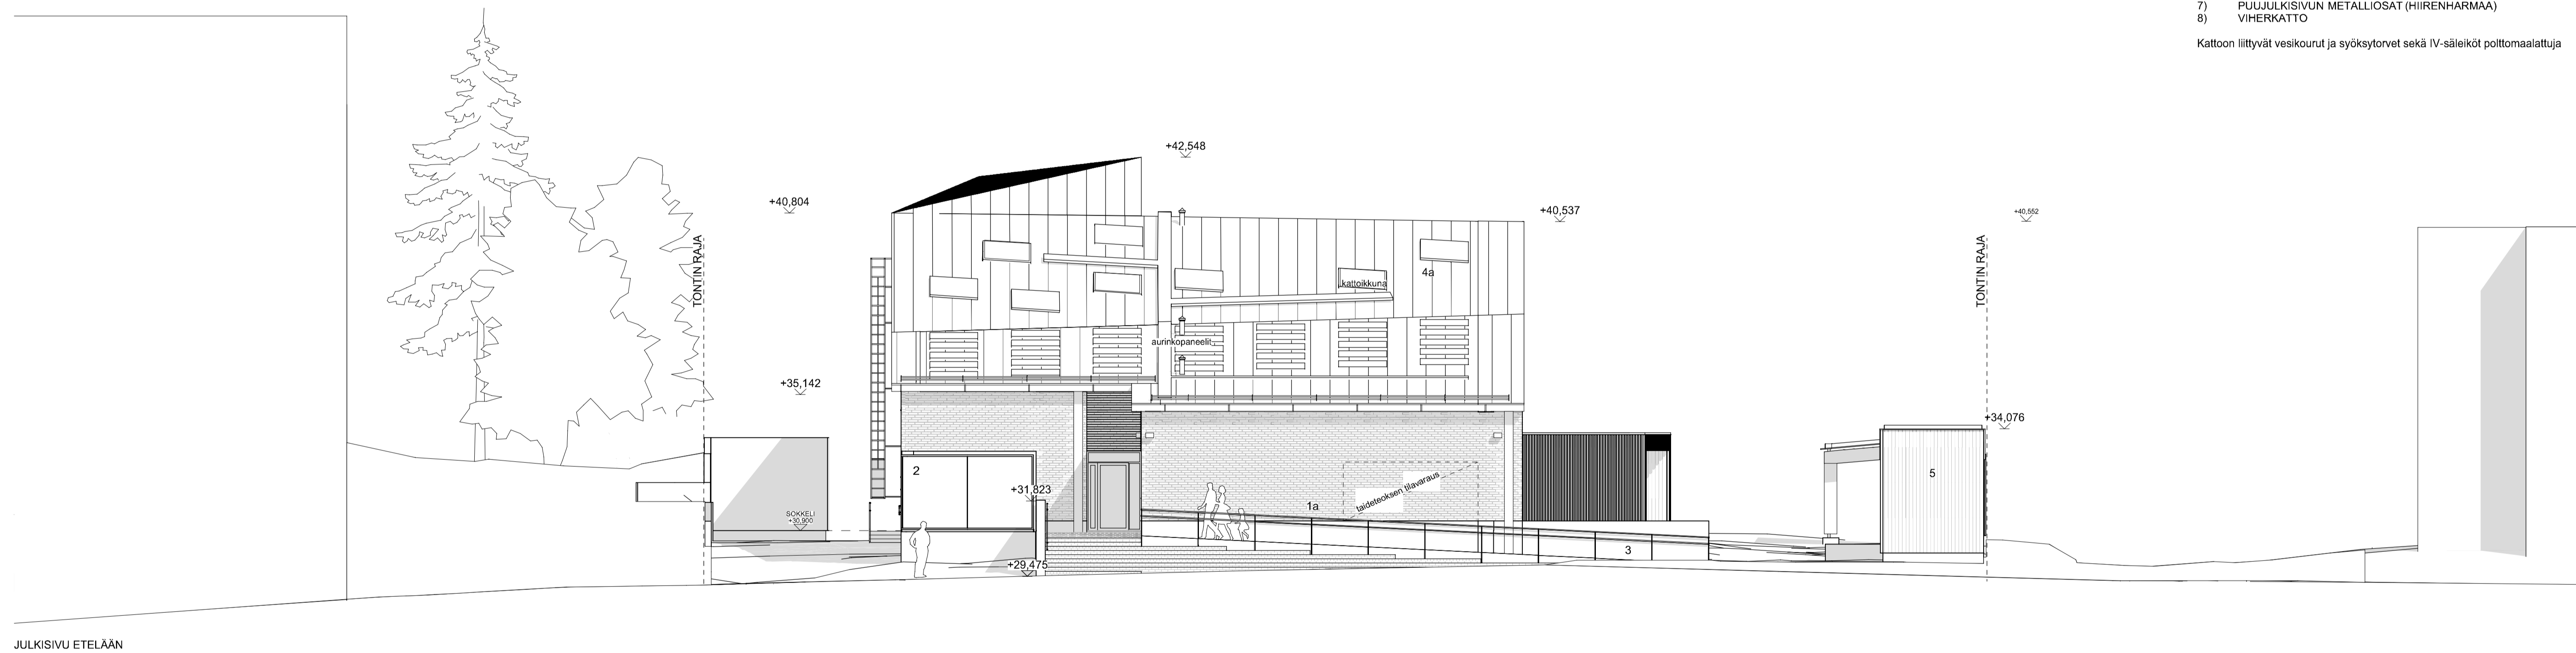 7) PUUJULKISIVUN METALLIOSAT (HIIRENHARMAA)
8) VIHERKATTO
Kattoon liittyvät vesikourut ja syöksytorvet sekä IV-säleiköt polttomaalattuja
+42,548
+40,804
+40,537
+40,552
TONTIN RAJA
TONTIN RAJA
4a
kattoikkuna
aurinkopaneelit
+35,142
+34,076
2
5
+31,823
taideteoksen tilavaraus
1a
SOKKELI
+30,900
3
+29,475
JULKISIVU ETELÄÄN